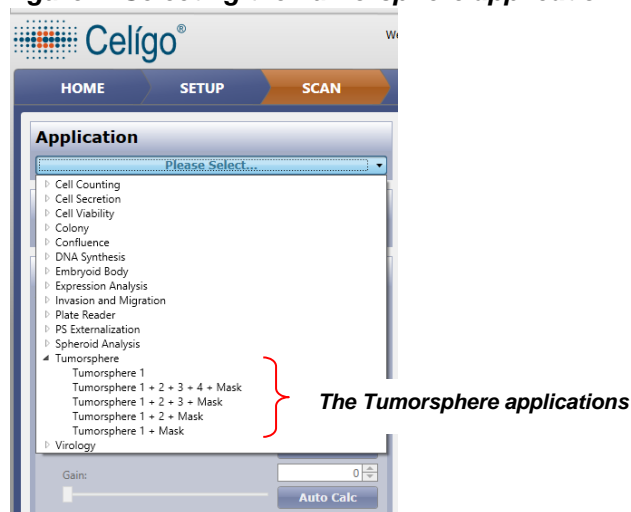 Celígo®
HOME SETUP SCAN
Application
Please Select...
Cell Counting
Cell Secretion
Cell Viability
Colony
Confluence
DNA Synthesis
Embryoid Body
Expression Analysis
Invasion and Migration
Plate Reader
PS Externalization
Spheroid Analysis
Tumorsphere
Tumorsphere 1
Tumorsphere 1 + 2 + 3 + 4 + Mask
Tumorsphere 1 + 2 + 3 + Mask
The Tumorsphere applications
Tumorsphere 1 + 2 + Mask
Tumorsphere 1 + Mask
Virology
Gain: 0
Auto Calc